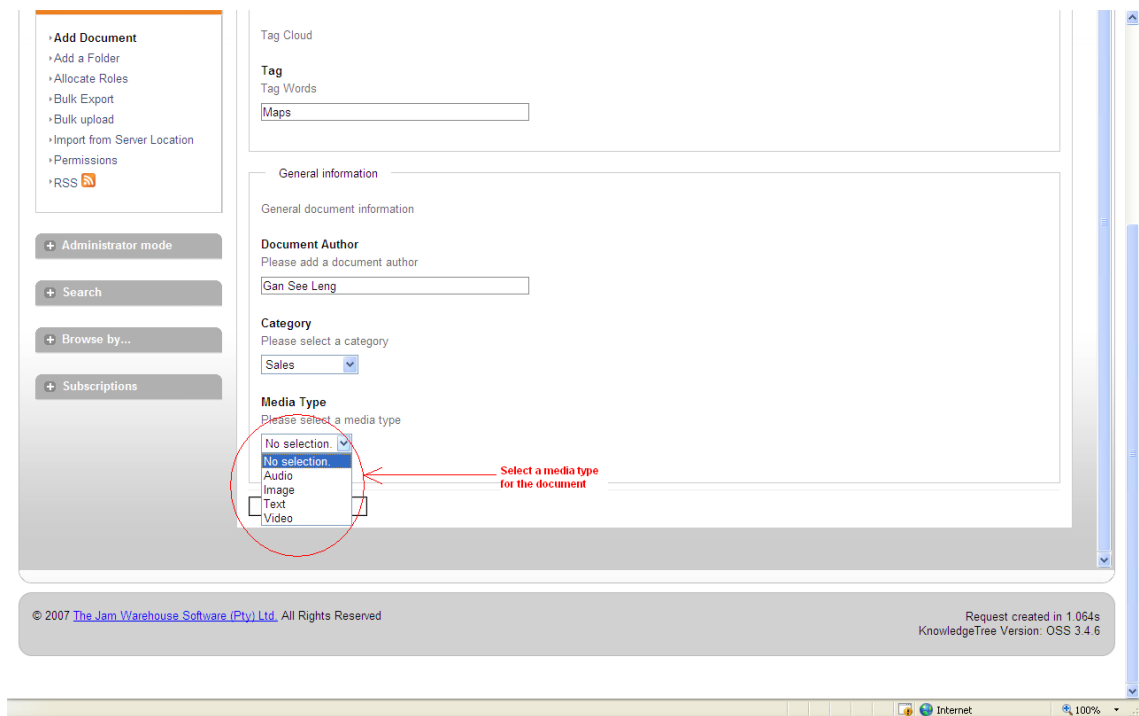 Add Document
Add a Folder
Allocate Roles
Bulk Export
Bulk upload
Import from Server Location
Permissions
RSS
Administrator mode
Search
Browse by...
Subscriptions
Tag Cloud
Tag
Tag Words
Maps
General information
General document information
Document Author
Please add a document author
Gan See Leng
Category
Please select a category
Sales
Media Type
Please select a media type
No selection.
No selection.
Audio
Image
Text
Video
Select a media type
for the document
© 2007 The Jam Warehouse Software (Pty) Ltd. All Rights Reserved
Request created in 1.064s
KnowledgeTree Version: OSS 3.4.6
Internet
100%